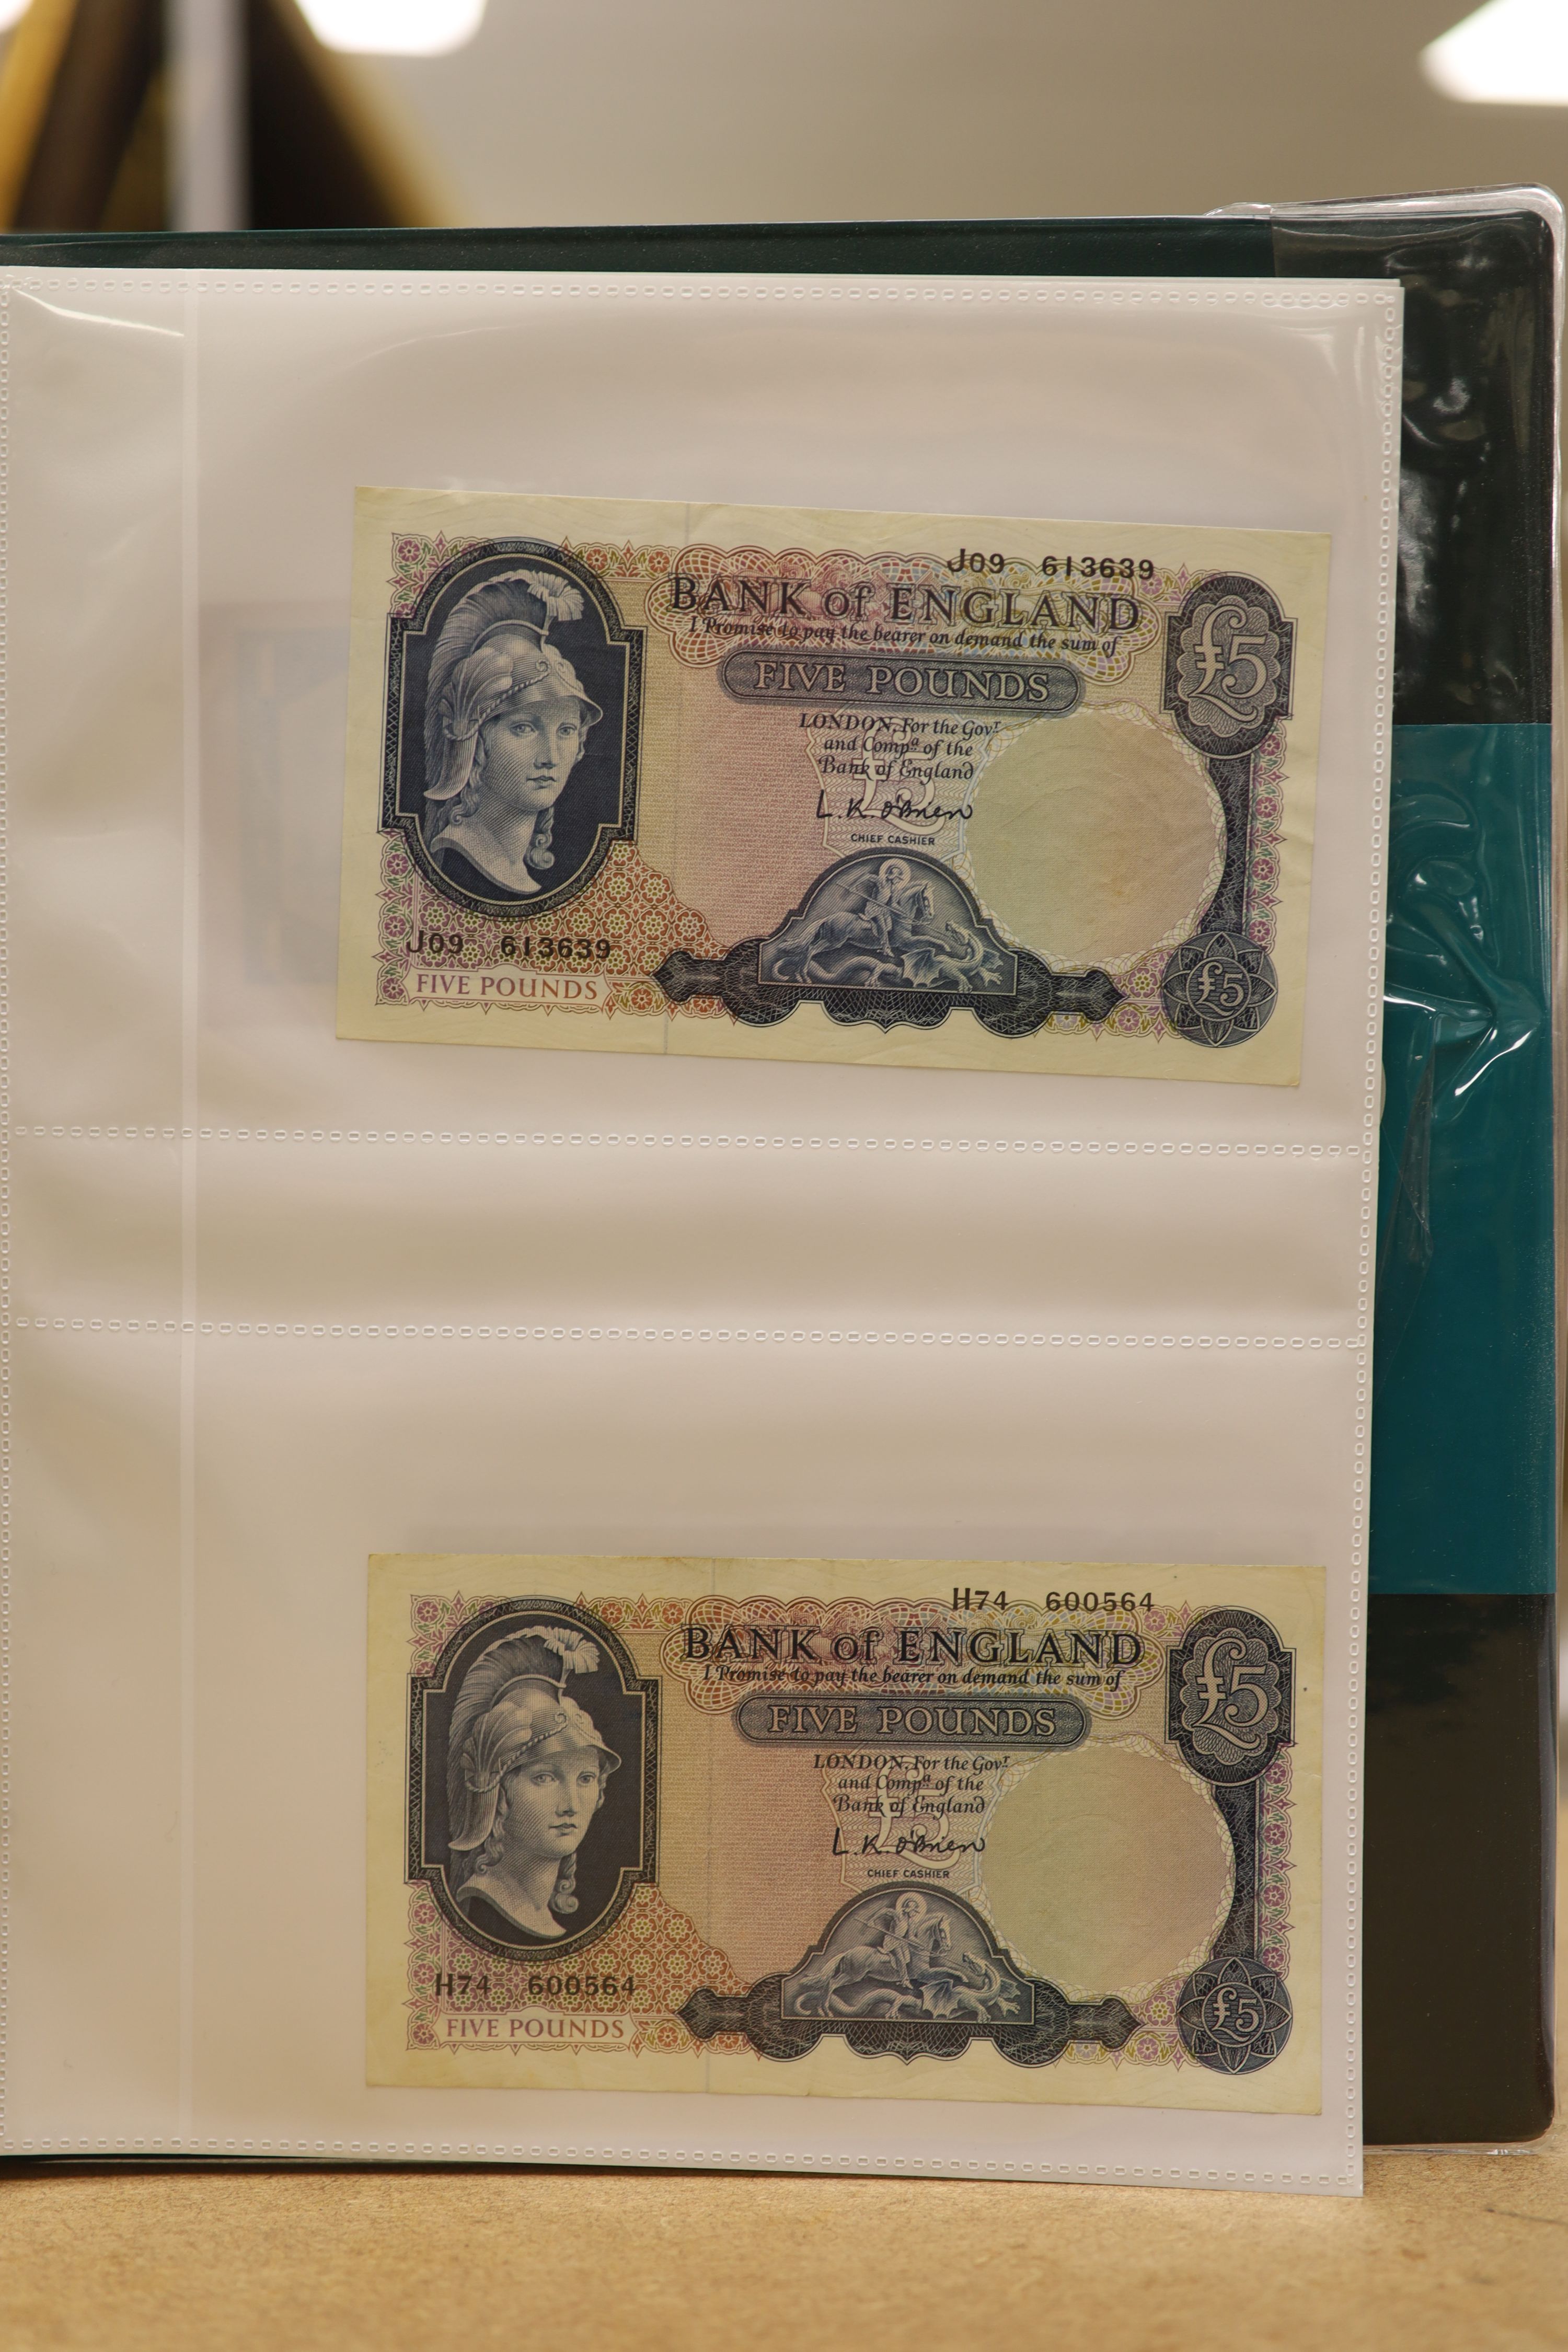 J09 613639
BANK of ENGLAND
I Promise to pay the bearer on demand the sum of
FIVE POUNDS
£5
LONDON, For the Govr
and Compa of the
Bank of England
£5
L.K. O'Brien
CHIEF CASHIER
J09 613639
FIVE POUNDS
£5
H74 600564
BANK of ENGLAND
I Promise to pay the bearer on demand the sum of
FIVE POUNDS
£5
LONDON, For the Govr
and Compa of the
Bank of England
£5
L.K. O'Brien
CHIEF CASHIER
H74 600564
FIVE POUNDS
£5